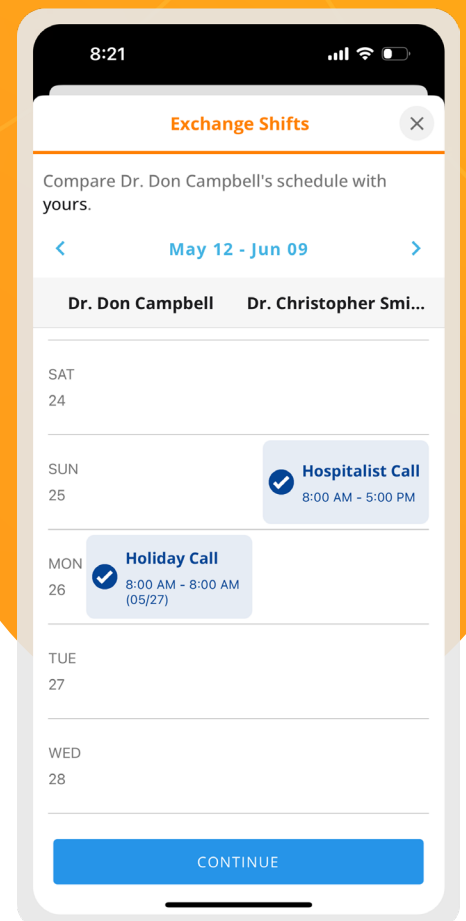 8:21
Exchange Shifts
Compare Dr. Don Campbell's schedule with
yours.
May 12 - Jun 09
Dr. Don Campbell
Dr. Christopher Smi...
SAT
24
SUN
25
Hospitalist Call
8:00 AM - 5:00 PM
MON
26
Holiday Call
8:00 AM - 8:00 AM
(05/27)
TUE
27
WED
28
CONTINUE